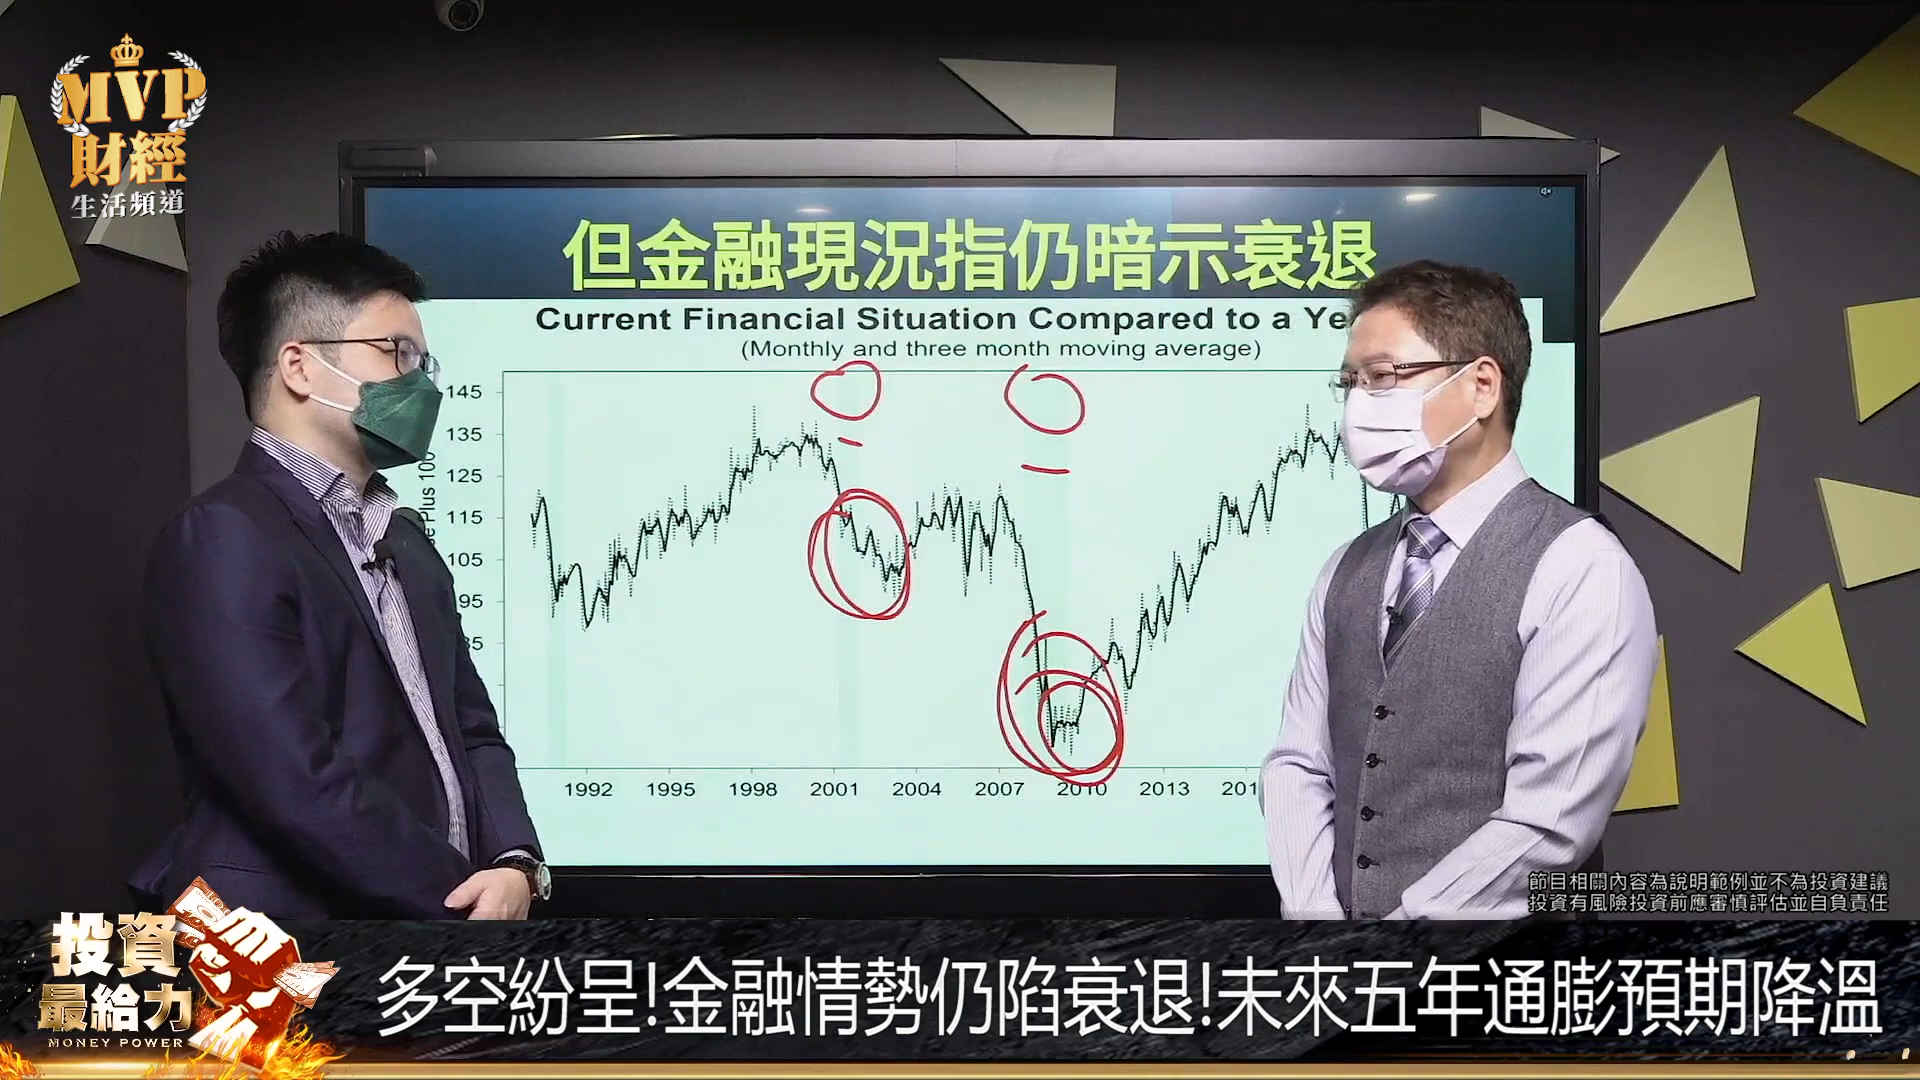 MVP
財經
生活頻道
但金融現況指仍暗示衰退
Current Financial Situation Compared to a Ye
(Monthly and three month moving average)
145
135
125
115
105
95
85
Plus 100
1992 1995 1998 2001 2004 2007 2010 2013 201
節目相關內容為說明範例並不為投資建議
投資有風險投資前應審慎評估並自負責任
投資
最給力
MONEY POWER
多空紛呈!金融情勢仍陷衰退!未來五年通膨預期降溫